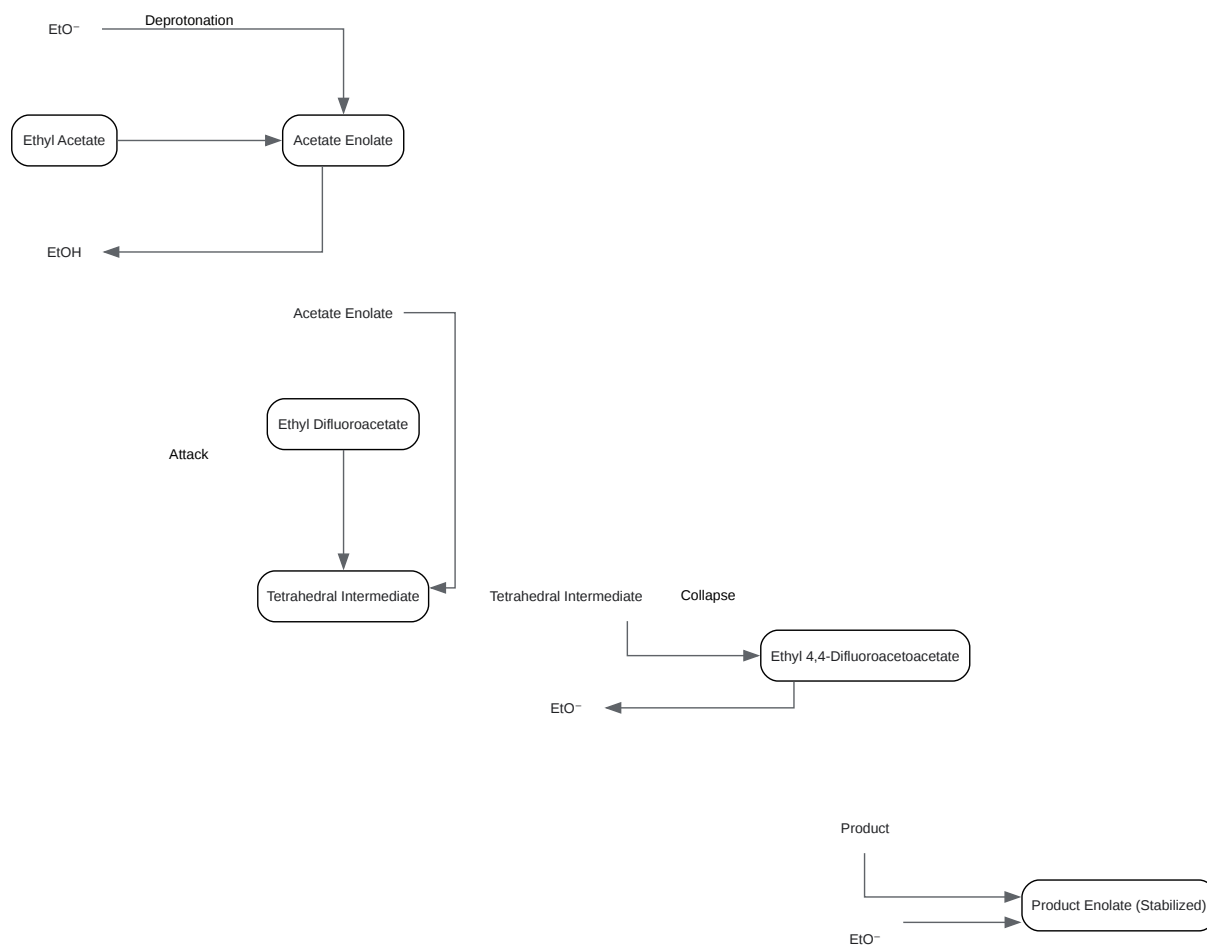 Deprotonation
EtO⁻
Ethyl Acetate
Acetate Enolate
EtOH
Acetate Enolate
Ethyl Difluoroacetate
Attack
Tetrahedral Intermediate
Tetrahedral Intermediate
Collapse
Ethyl 4,4-Difluoroacetoacetate
EtO⁻
Product
Product Enolate (Stabilized)
EtO⁻